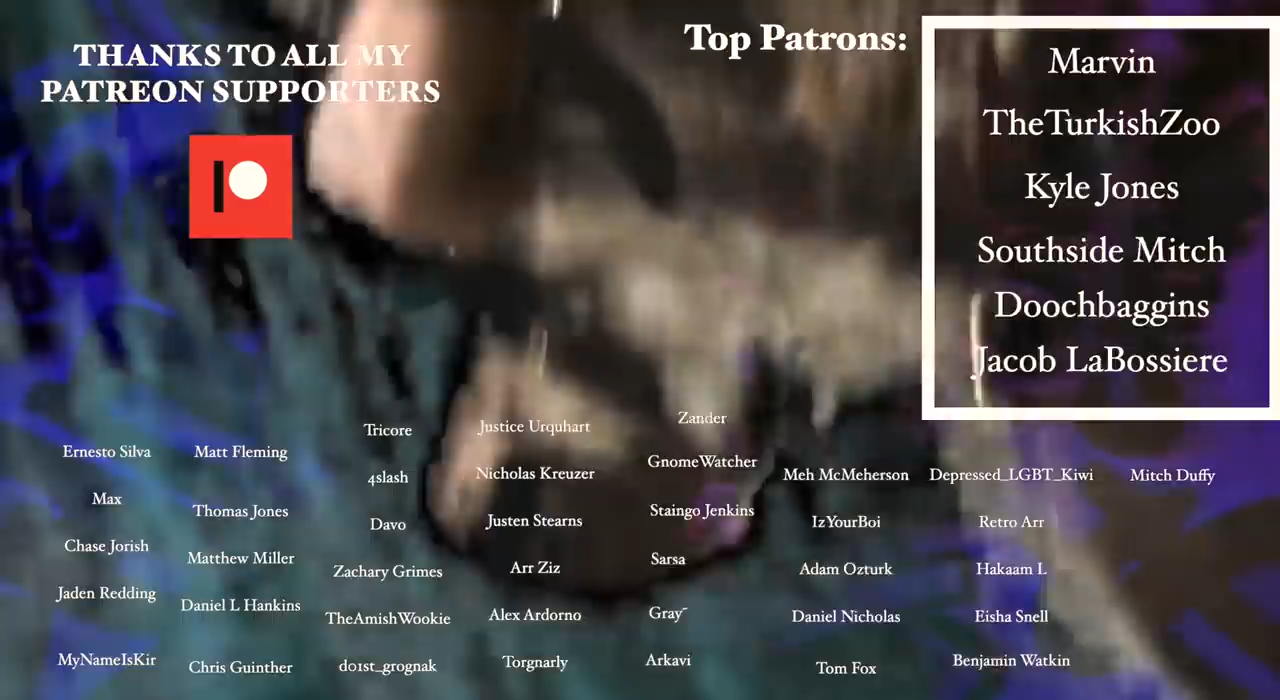 THANKS TO ALL MY
PATREON SUPPORTERS
Top Patrons:
Marvin
TheTurkishZoo
Kyle Jones
Southside Mitch
Doochbaggins
Jacob LaBossiere
Ernesto Silva
Max
Chase Jorish
Jaden Redding
MyNameIsKir
Matt Fleming
Thomas Jones
Matthew Miller
Daniel L Hankins
Chris Guinther
Tricore
4slash
Davo
Zachary Grimes
TheAmishWookie
do1st_grognak
Justice Urquhart
Nicholas Kreuzer
Justen Stearns
Arr Ziz
Alex Ardorno
Torgnarly
Zander
GnomeWatcher
Staingo Jenkins
Sarsa
Gray~
Arkavi
Meh McMeherson
IzYourBoi
Adam Ozturk
Daniel Nicholas
Tom Fox
Depressed_LGBT_Kiwi
Retro Arr
Hakaam L
Eisha Snell
Benjamin Watkin
Mitch Duffy